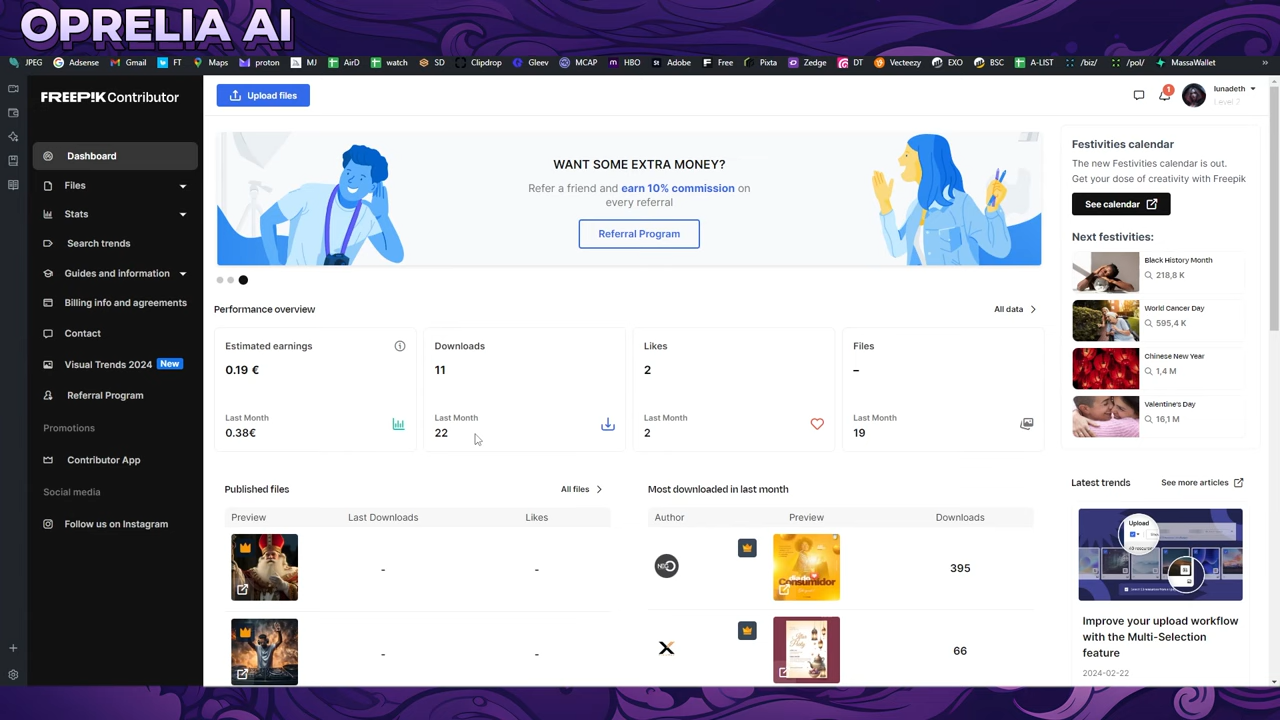 OPRELIA AI
JPEG Adsense Gmail FT Maps proton MJ AirD watch SD Clipdrop Gleev MCAP HBO Adobe Free Pixta Zedge DT Vecteezy EXO BSC A-LIST /biz/ /pol/ MassaWallet »
FREEP!K Contributor
Upload files
1
lunadeth
Level 7
Dashboard
Files
Stats
Search trends
Guides and information
Billing info and agreements
Contact
Visual Trends 2024 New
Referral Program
Promotions
Contributor App
Social media
Follow us on Instagram
WANT SOME EXTRA MONEY?
Refer a friend and earn 10% commission on
every referral
Referral Program
Performance overview
All data
Estimated earnings
0.19 €
Last Month
0.38€
Downloads
11
Last Month
22
Likes
2
Last Month
2
Files
–
Last Month
19
Published files
All files
Preview Last Downloads Likes
- -
- -
Most downloaded in last month
Author Preview Downloads
Consumidor
395
66
Festivities calendar
The new Festivities calendar is out.
Get your dose of creativity with Freepik
See calendar
Next festivities:
Black History Month
218,8 K
World Cancer Day
595,4 K
Chinese New Year
1,4 M
Valentine's Day
16,1 M
Latest trends
See more articles
Upload
Improve your upload workflow
with the Multi-Selection
feature
2024-02-22